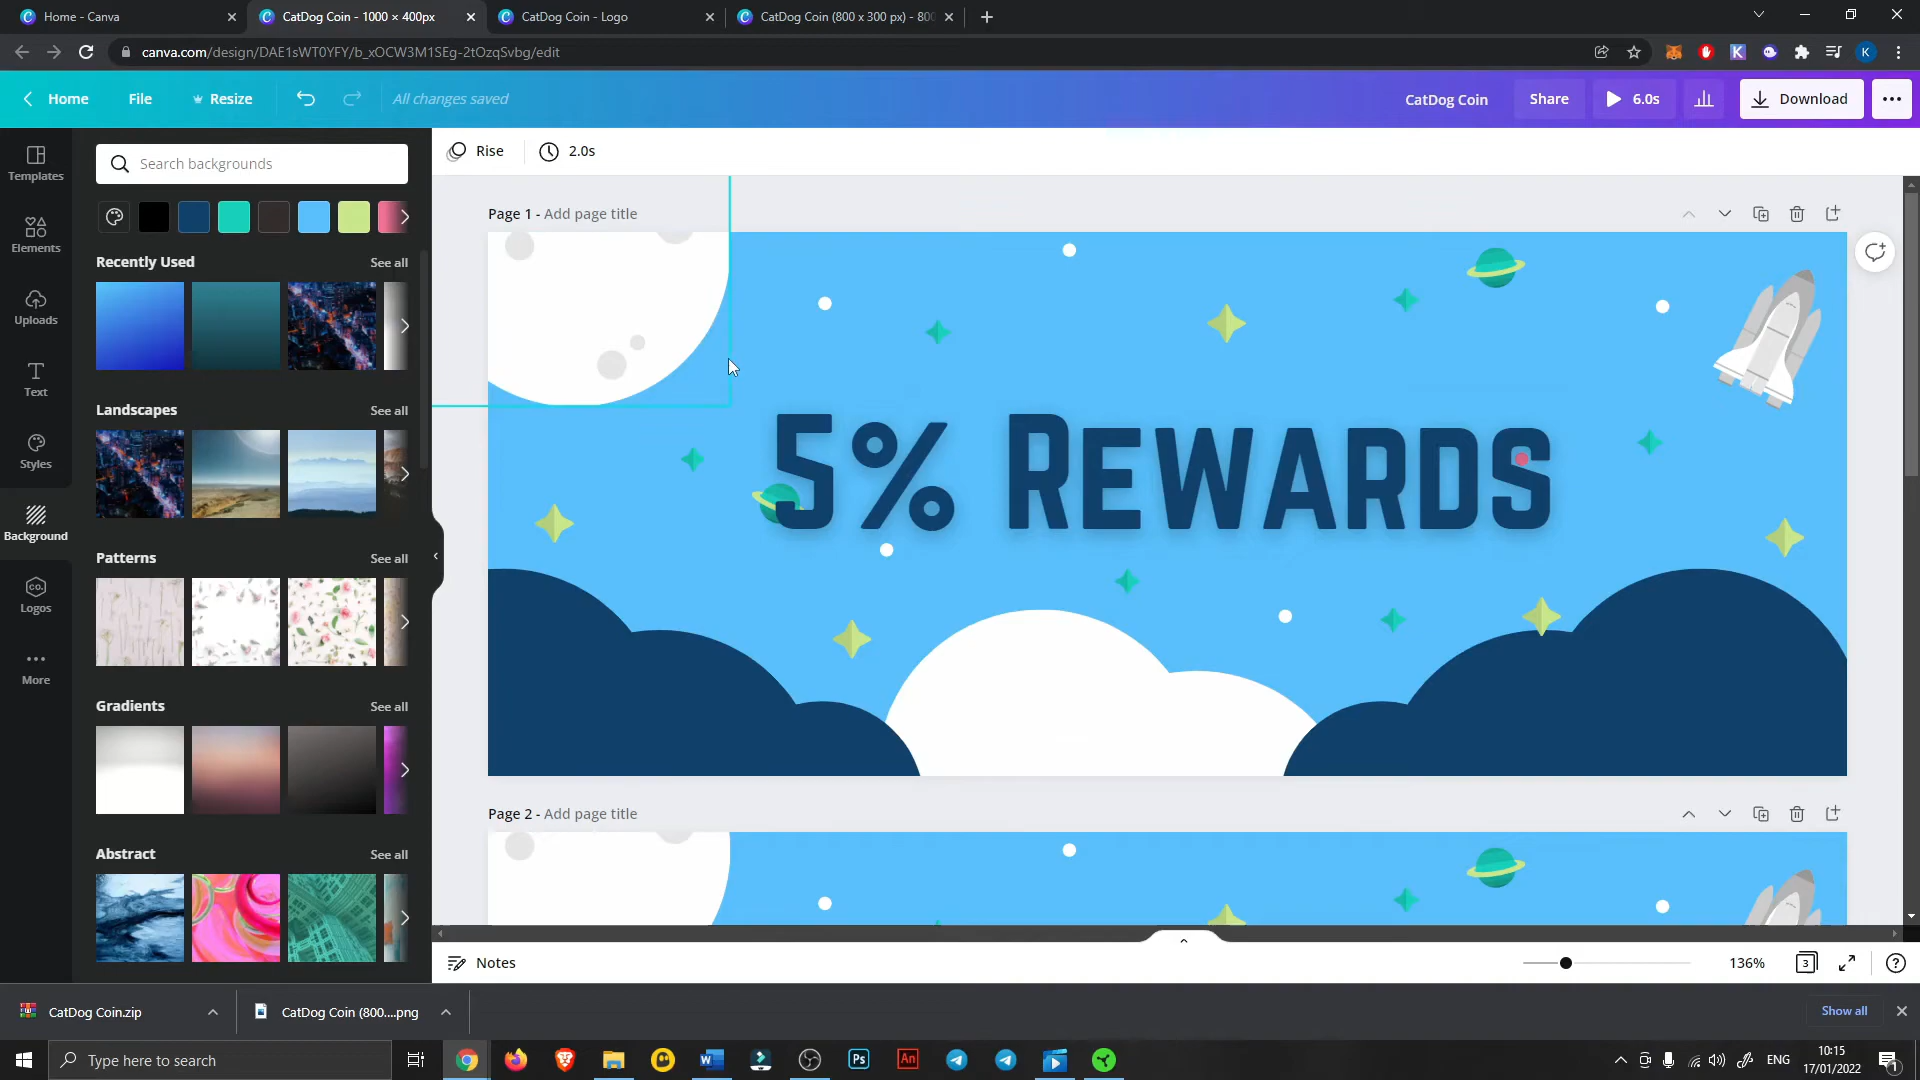 Home - Canva
CatDog Coin - 1000 × 400px
CatDog Coin - Logo
CatDog Coin (800 x 300 px) - 800
canva.com/design/DAE1sWT0YFY/b_xOCW3M1SEg-2tOzqSvbg/edit
K
Home
File
Resize
All changes saved
CatDog Coin
Share
6.0s
Download
Templates
Elements
Uploads
Text
Styles
Background
Logos
More
Search backgrounds
Recently Used
See all
Landscapes
See all
Patterns
See all
Gradients
See all
Abstract
See all
Rise
2.0s
Page 1 - Add page title
5% Rewards
Page 2 - Add page title
Notes
136%
3
CatDog Coin.zip
CatDog Coin (800....png
Show all
Type here to search
Ps
An
ENG
10:15
17/01/2022
1